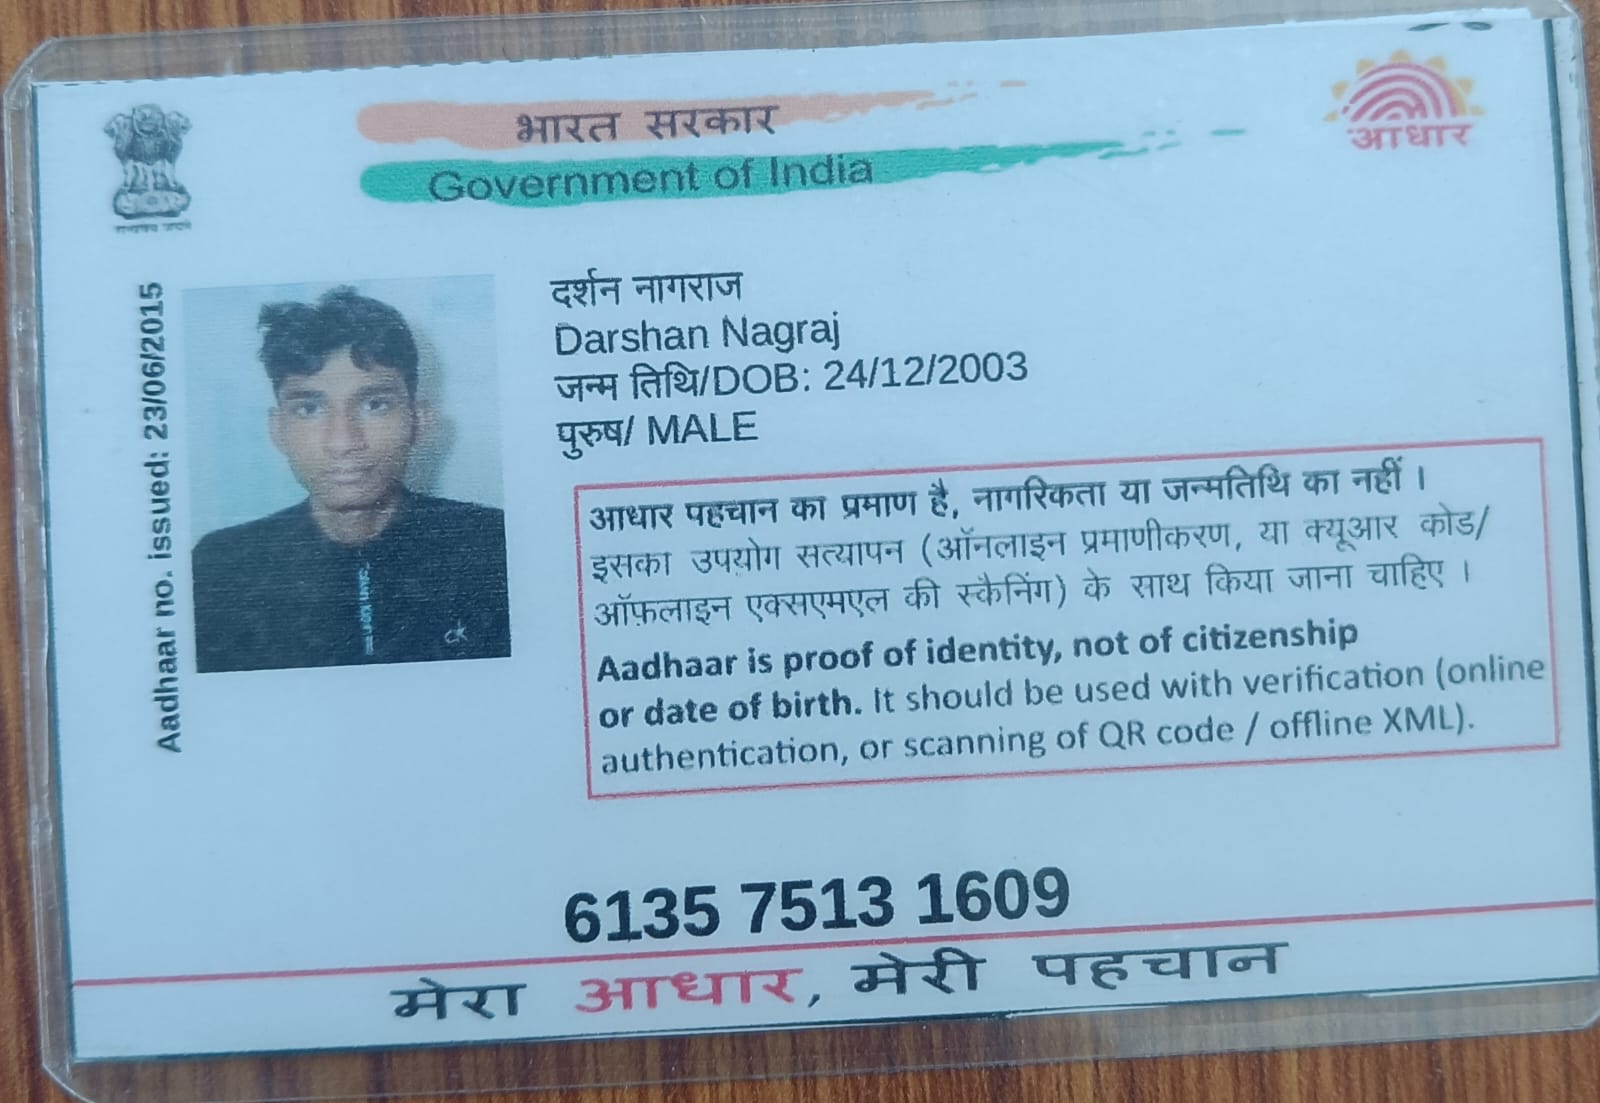 भारत सरकार
Government of India
आधार
Aadhaar no. issued: 23/06/2015
दर्शन नागराज
Darshan Nagraj
जन्म तिथि/DOB: 24/12/2003
पुरुष/ MALE
आधार पहचान का प्रमाण है, नागरिकता या जन्मतिथि का नहीं ।
इसका उपयोग सत्यापन (ऑनलाइन प्रमाणीकरण, या क्यूआर कोड/
ऑफ़लाइन एक्सएमएल की स्कैनिंग) के साथ किया जाना चाहिए ।
Aadhaar is proof of identity, not of citizenship
or date of birth. It should be used with verification (online
authentication, or scanning of QR code / offline XML).
6135 7513 1609
मेरा आधार, मेरी पहचान